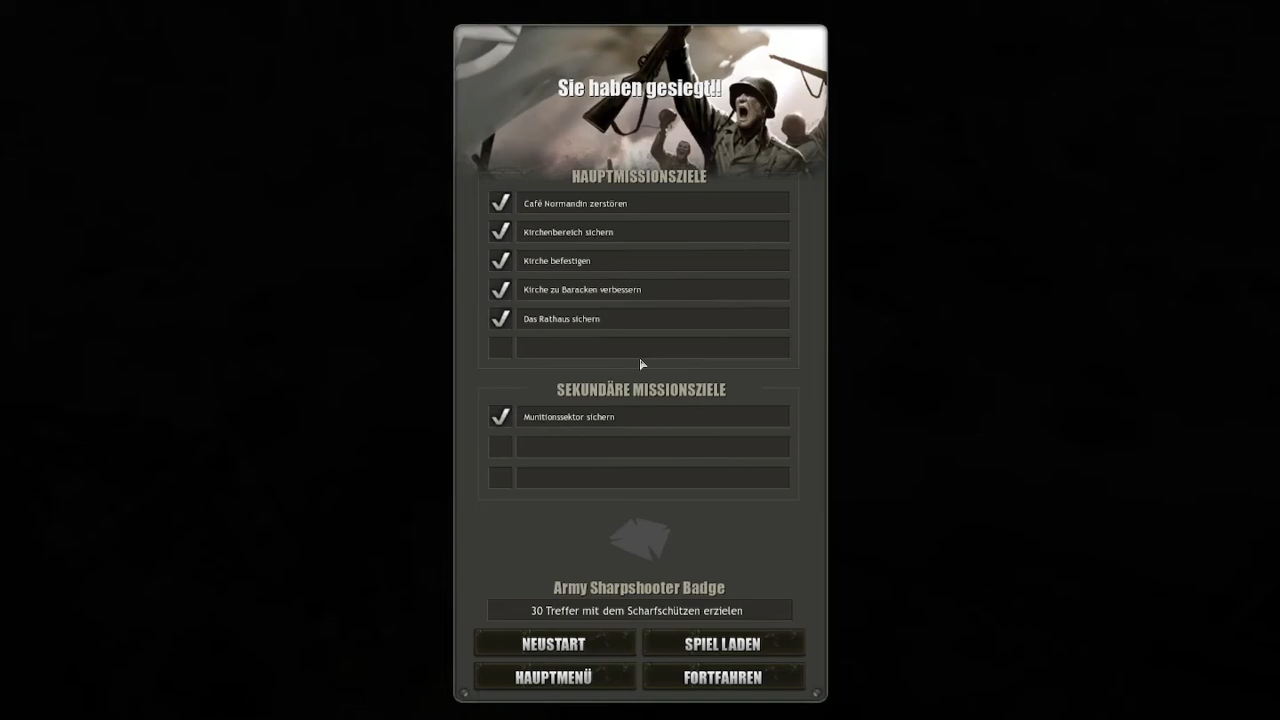 Sie haben gesiegt!!
HAUPTMISSIONSZIELE
Café Normandin zerstören
Kirchenbereich sichern
Kirche befestigen
Kirche zu Baracken verbessern
Das Rathaus sichern
SEKUNDÄRE MISSIONSZIELE
Munitionssektor sichern
Army Sharpshooter Badge
30 Treffer mit dem Scharfschützen erzielen
NEUSTART
SPIEL LADEN
HAUPTMENÜ
FORTFAHREN